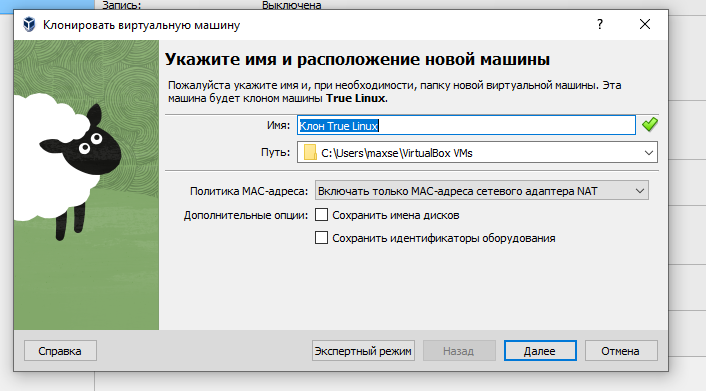 Запись:
Выключена
Клонировать виртуальную машину
?
Укажите имя и расположение новой машины
Пожалуйста укажите имя и, при необходимости, папку новой виртуальной машины. Эта
машина будет клоном машины True Linux.
Имя: Клон True Linux
Путь: C:\Users\maxse\VirtualBox VMs
Политика MAC-адреса: Включать только MAC-адреса сетевого адаптера NAT
Дополнительные опции: Сохранить имена дисков
Сохранить идентификаторы оборудования
Справка
Экспертный режим
Назад
Далее
Отмена